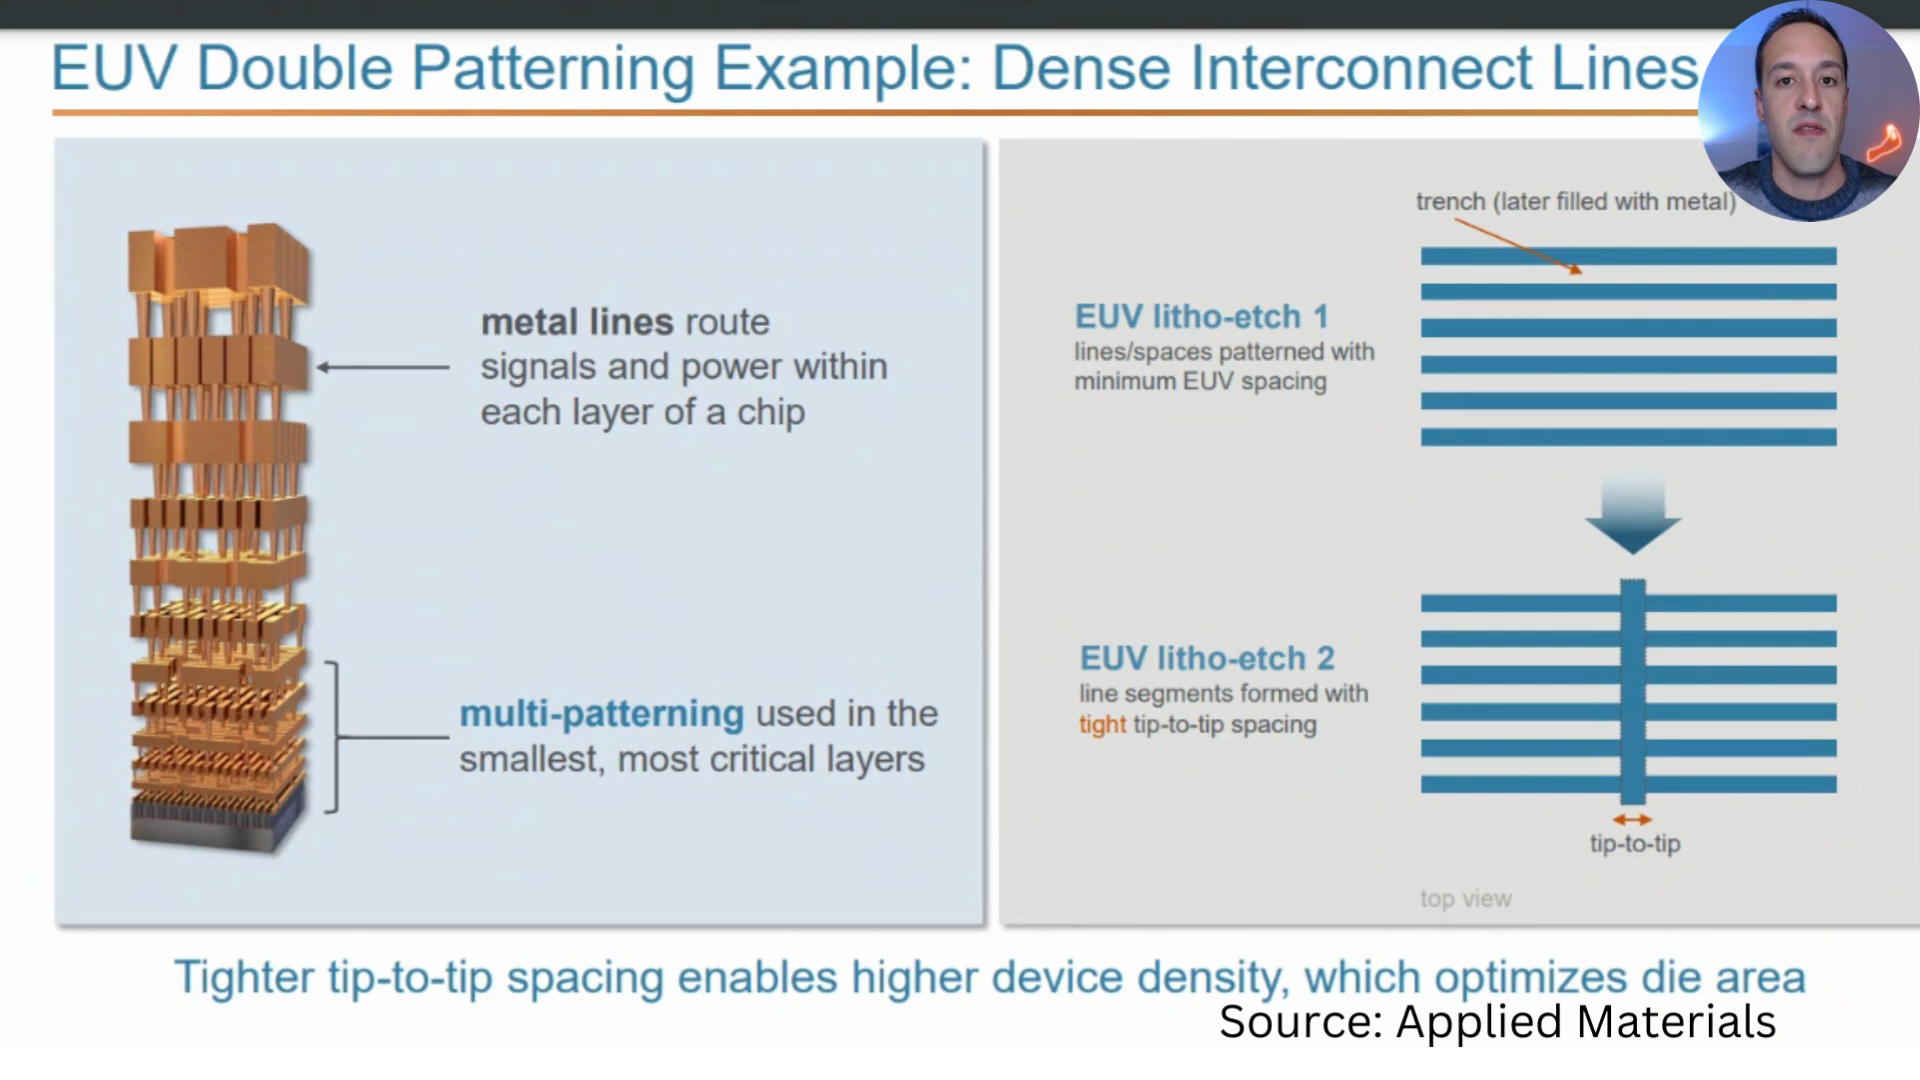 EUV Double Patterning Example: Dense Interconnect Lines
metal lines route
signals and power within
each layer of a chip
multi-patterning used in the
smallest, most critical layers
trench (later filled with metal)
EUV litho-etch 1
lines/spaces patterned with
minimum EUV spacing
EUV litho-etch 2
line segments formed with
tight tip-to-tip spacing
tip-to-tip
top view
Tighter tip-to-tip spacing enables higher device density, which optimizes die area
Source: Applied Materials